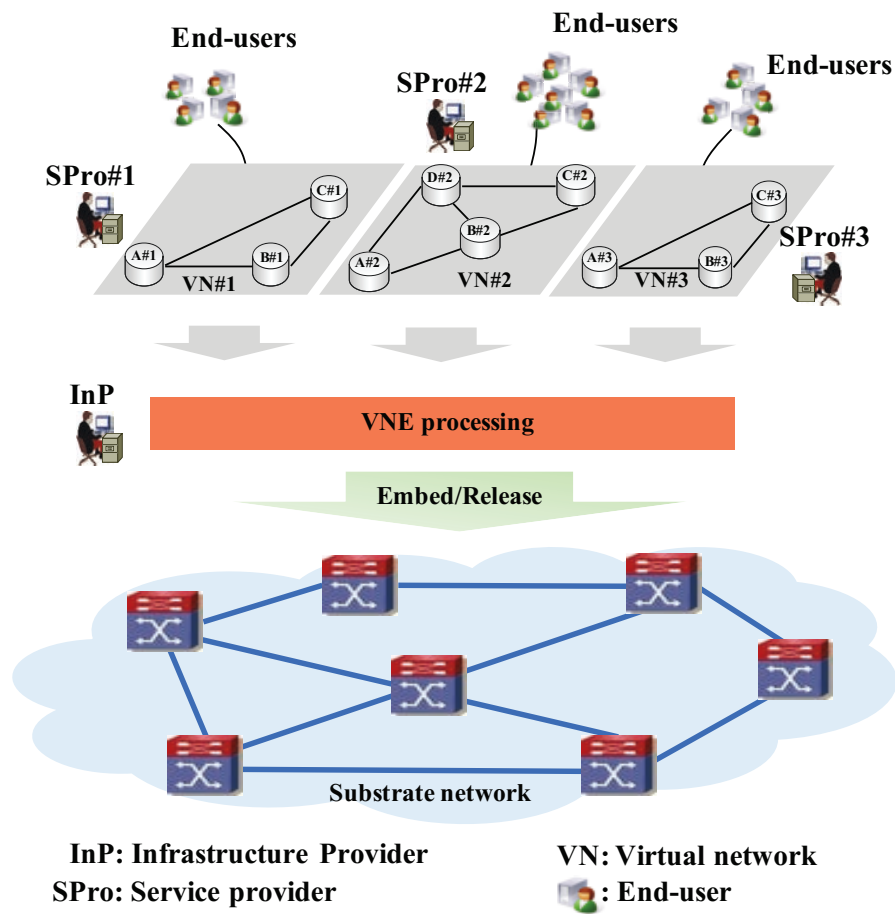 End-users
End-users
End-users
SPro#2
SPro#1
D#2
C#2
C#1
C#3
B#2
SPro#3
A#1
B#1
A#2
A#3
B#3
VN#1
VN#2
VN#3
InP
VNE processing
Embed/Release
Substrate network
InP: Infrastructure Provider
VN: Virtual network
SPro: Service provider
: End-user